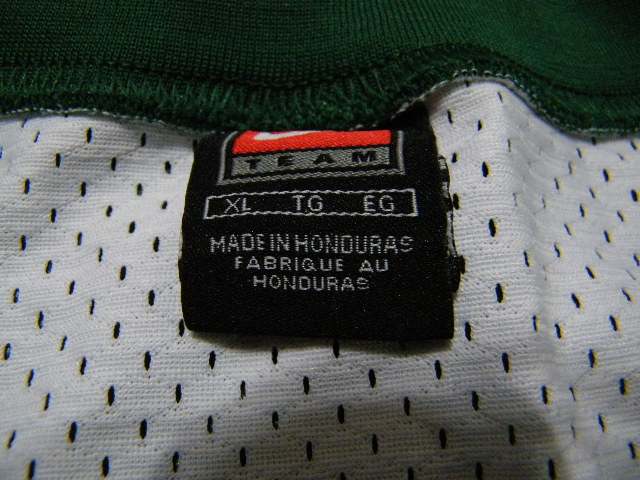 TEAM
XL TG EG
MADE IN HONDURAS
FABRIQUE AU
HONDURAS